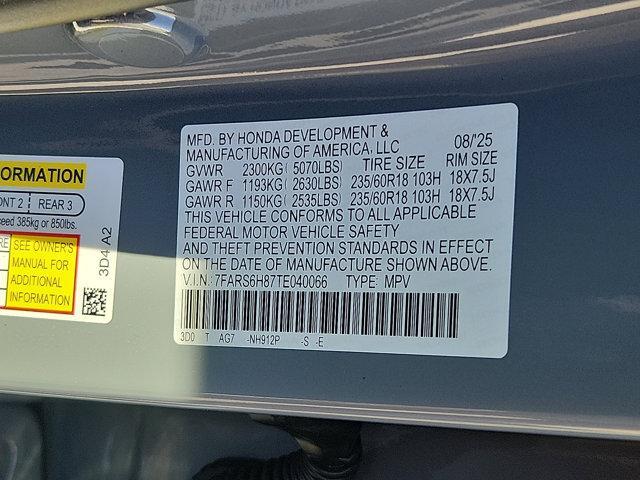 MFD. BY HONDA DEVELOPMENT &
MANUFACTURING OF AMERICA, LLC 08/'25
GVWR 2300KG( 5070LBS) TIRE SIZE RIM SIZE
GAWR F 1193KG ( 2630LBS) 235/60R18 103H 18X7.5J
GAWR R 1150KG ( 2535LBS) 235/60R18 103H 18X7.5J
THIS VEHICLE CONFORMS TO ALL APPLICABLE
FEDERAL MOTOR VEHICLE SAFETY
AND THEFT PREVENTION STANDARDS IN EFFECT
ON THE DATE OF MANUFACTURE SHOWN ABOVE.
V.I.N.: 7FARS6H87TE040066 TYPE: MPV
3D0 T AG7 -NH912P -S -E
ORMATION
ONT 2 REAR 3
ceed 385kg or 850lbs.
RE SEE OWNER'S
MANUAL FOR
ADDITIONAL
INFORMATION
3D4 A2